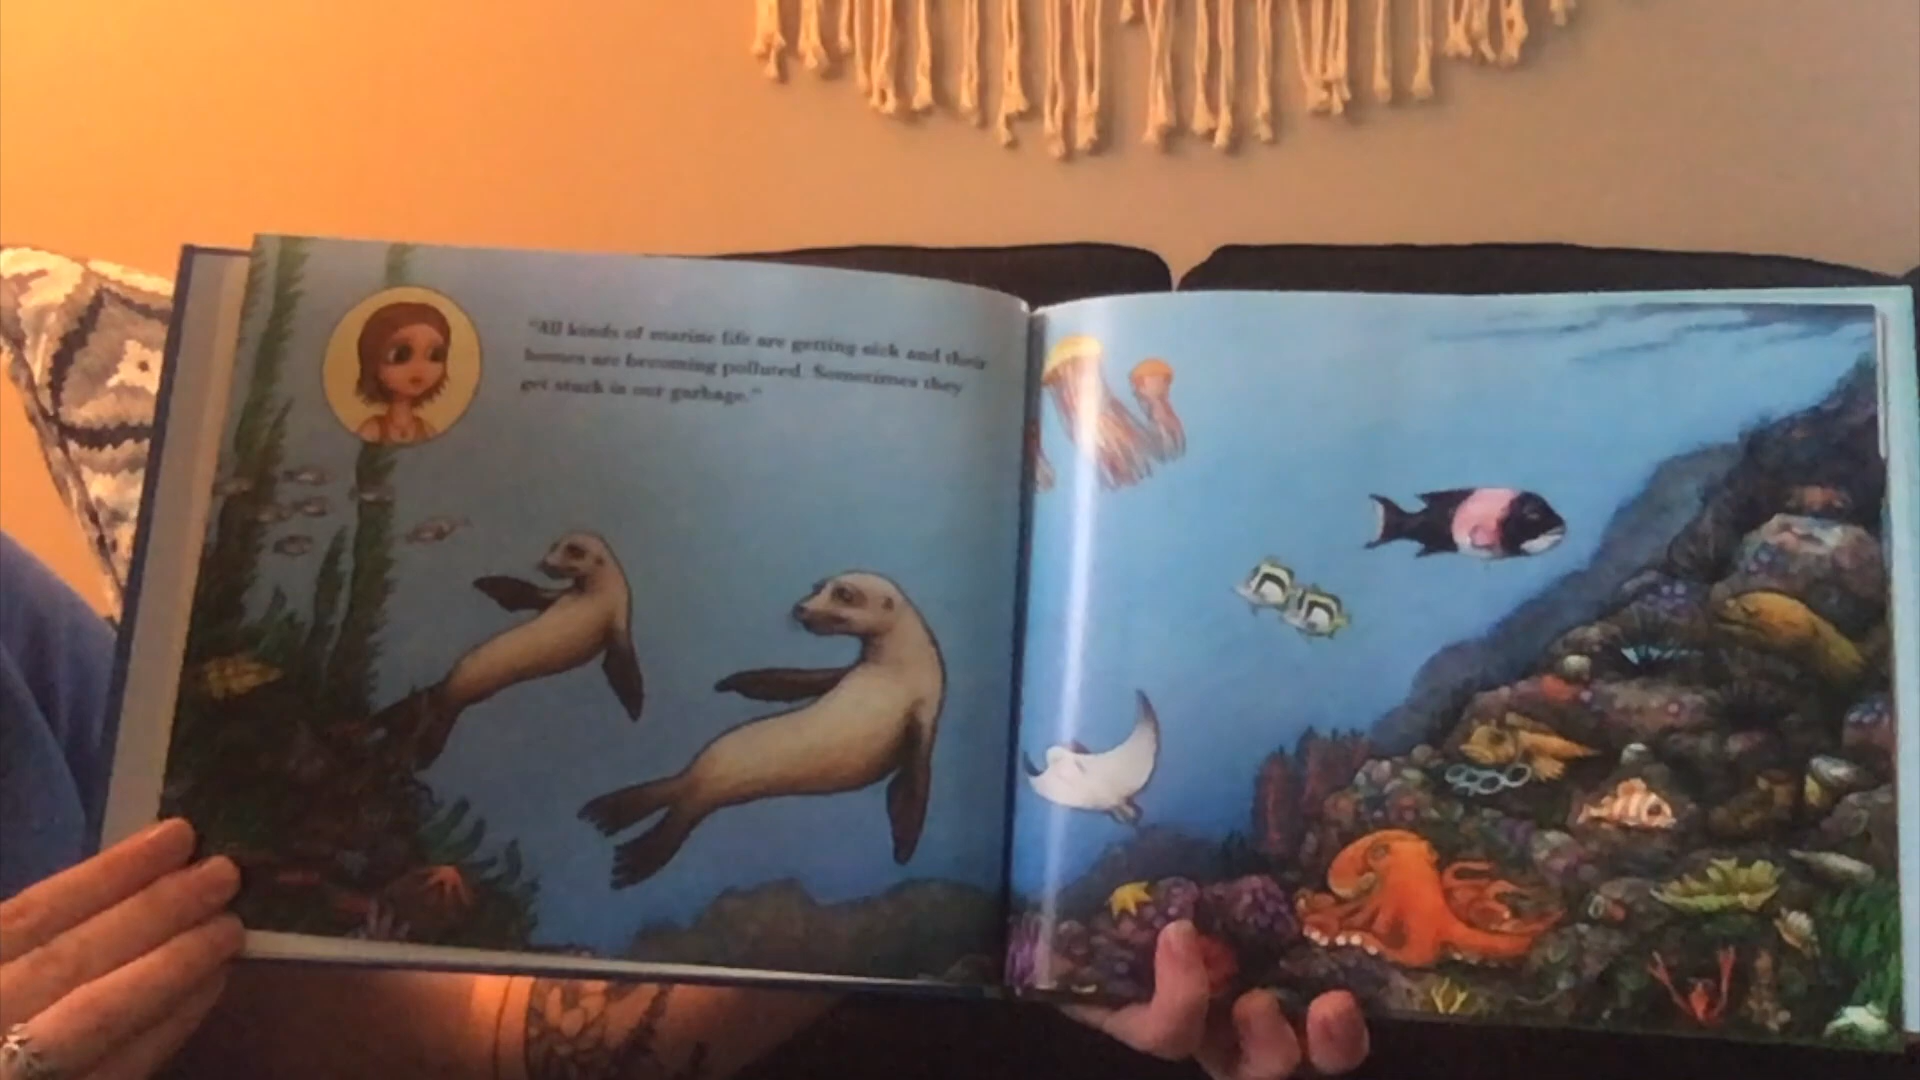 "All kinds of marine life are getting sick and their
homes are becoming polluted. Sometimes they
get stuck in our garbage."